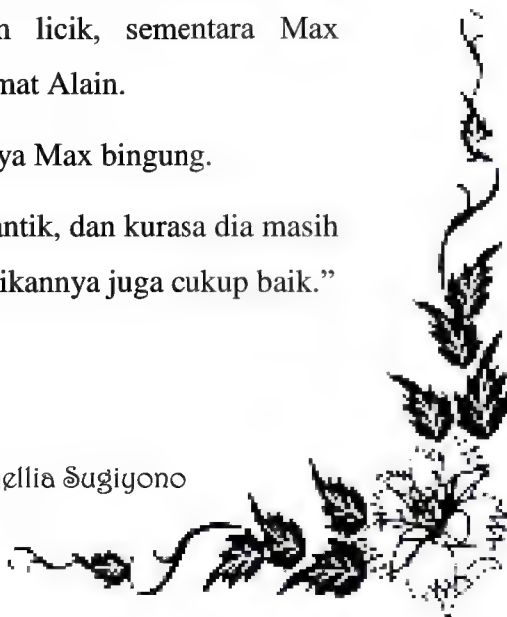 licik, sementara Max
mat Alain.
ya Max bingung.
antik, dan kurasa dia masih
ikannya juga cukup baik.”
ellia Sugiyono